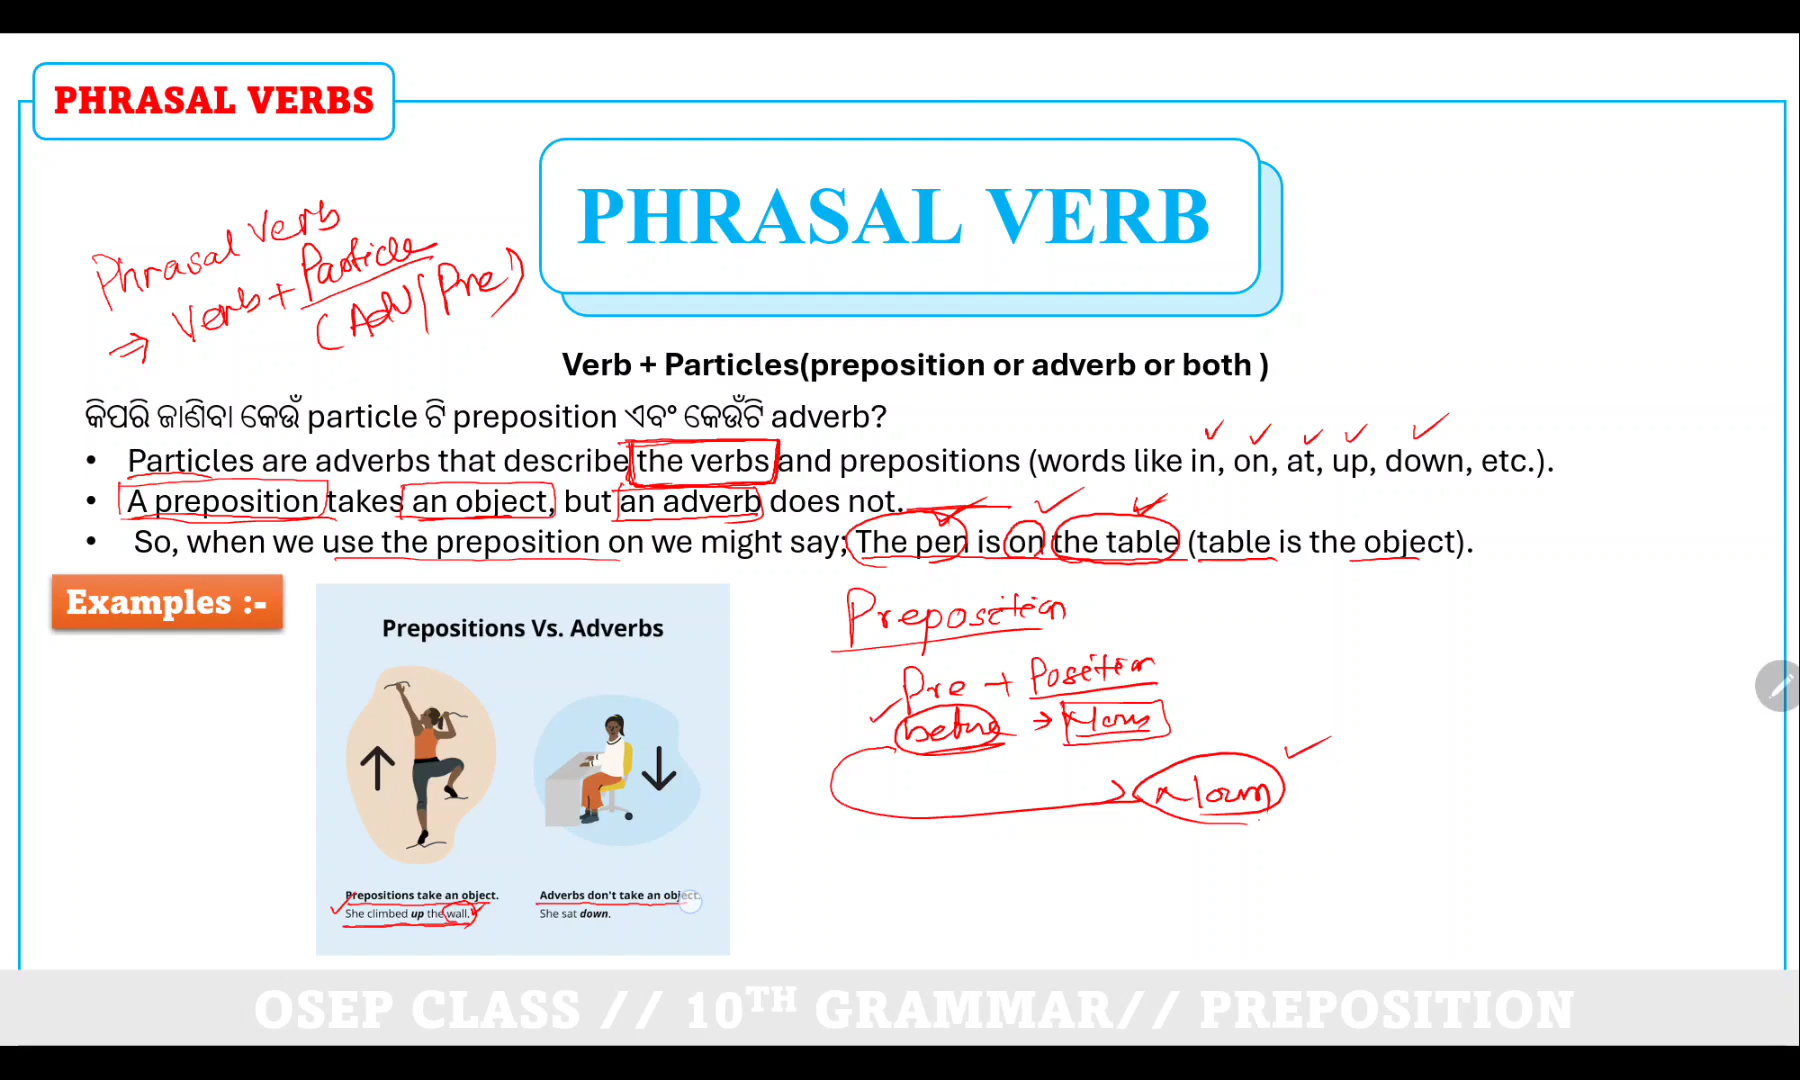 PHRASAL VERBS
PHRASAL VERB
Phrasal Verb
⇒ Verb + Particle
(Adv/Pre)
Verb + Particles(preposition or adverb or both )
କିପରି ଜାଣିବା କେଉଁ particle ଟି preposition ଏବଂ କେଉଁଟି adverb?
• Particles are adverbs that describe the verbs and prepositions (words like in, on, at, up, down, etc.).
• A preposition takes an object, but an adverb does not.
• So, when we use the preposition on we might say; The pen is on the table (table is the object).
Examples :-
Prepositions Vs. Adverbs
Prepositions take an object.
She climbed up the wall.
Adverbs don't take an object.
She sat down.
Preposition
Pre + Position
before → Noun
Noun
OSEP CLASS // 10TH GRAMMAR// PREPOSITION